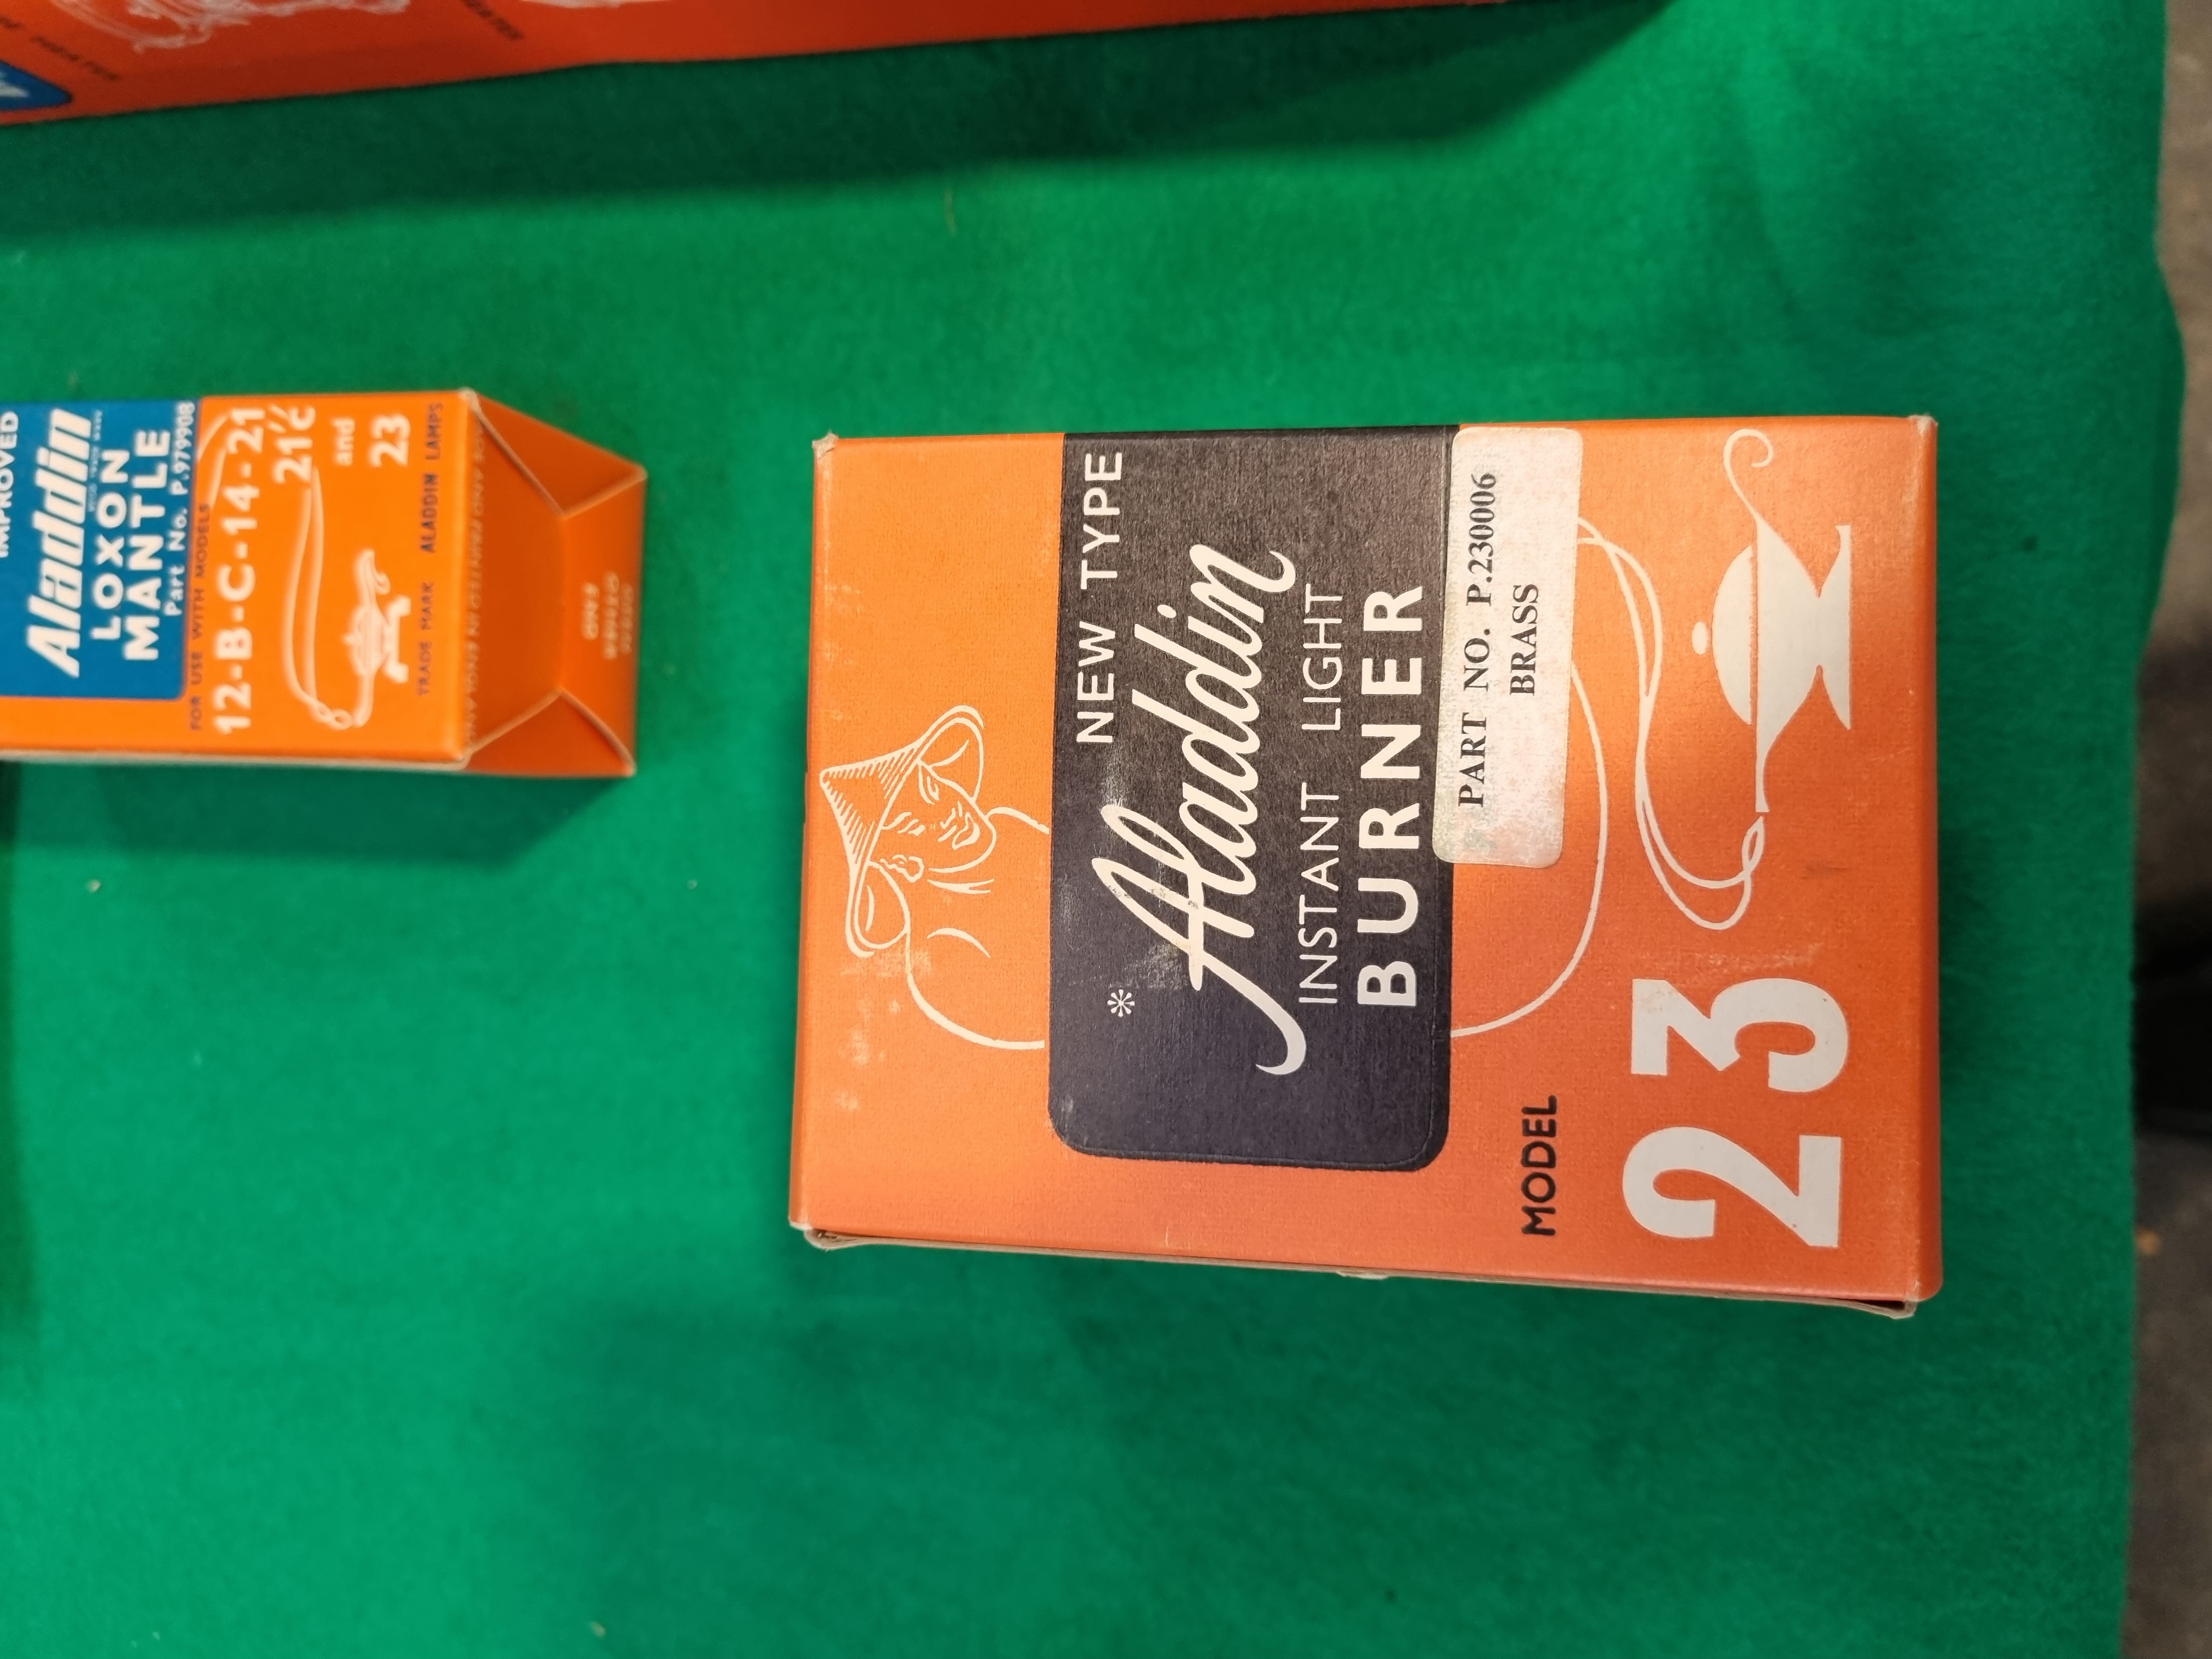 IMPROVED
Aladdin
LOXON
MANTLE
Part No. P.979908
FOR USE WITH MODELS
12-B-C-14-21
21'C
and
23
TRADE MARK ALADDIN LAMPS
NEW TYPE
* Aladdin
INSTANT LIGHT
BURNER
PART NO. P.230006
BRASS
MODEL
23